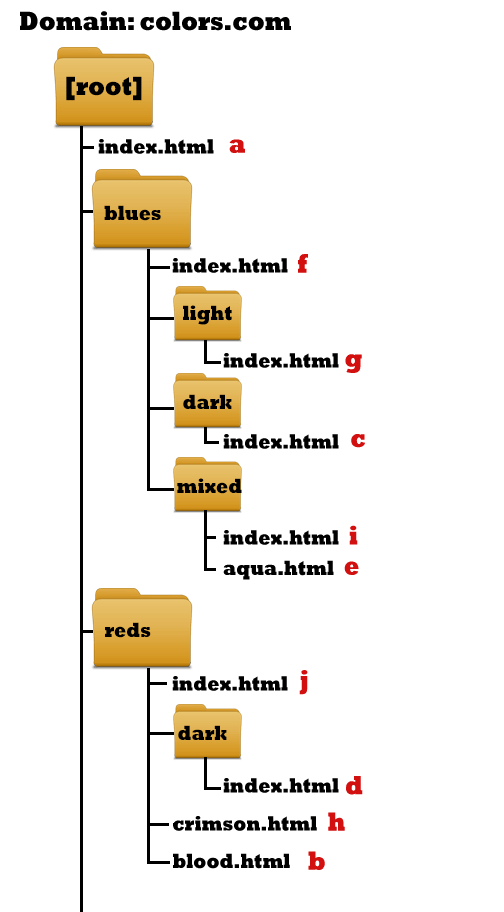 Domain: colors.com
[root]
index.html a
blues
index.html f
light
index.html g
dark
index.html c
mixed
index.html i
aqua.html e
reds
index.html j
dark
index.html d
crimson.html h
blood.html b